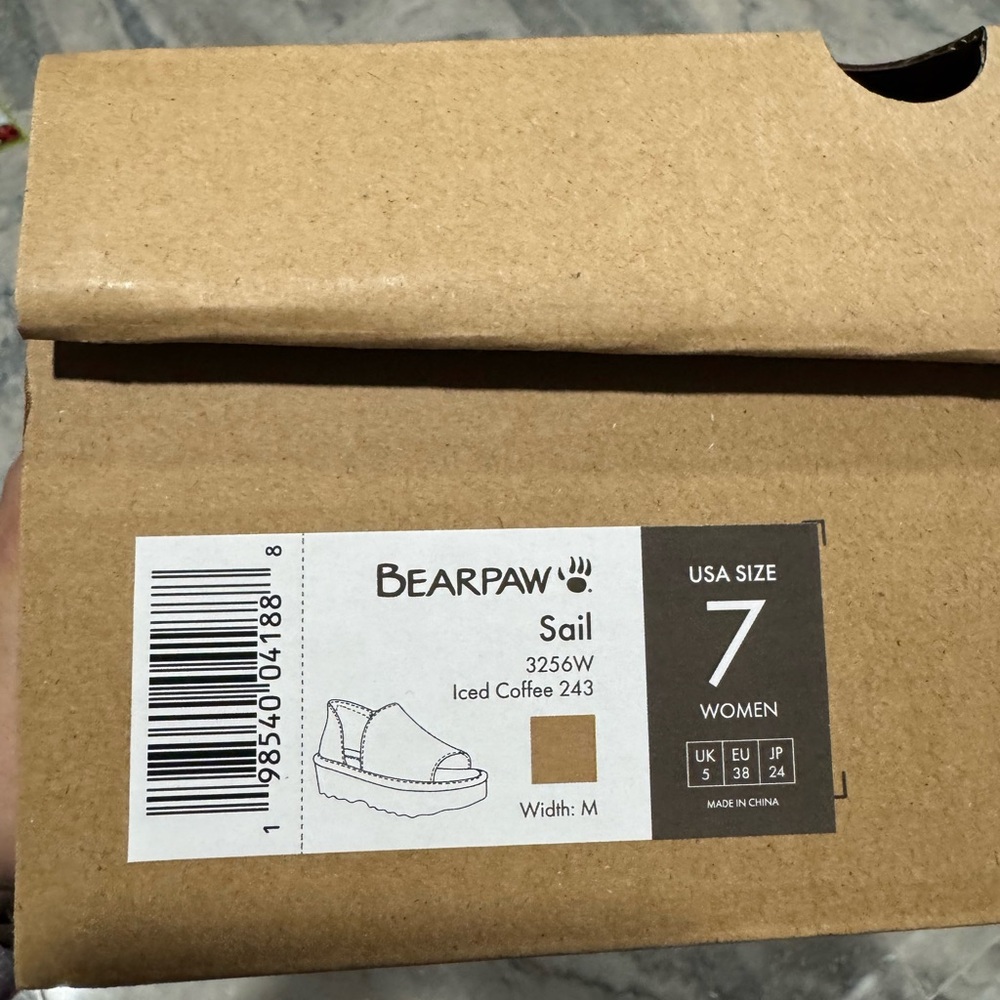 1 98540 04188 8
BEARPAW
Sail
3256W
Iced Coffee 243
Width: M
USA SIZE
7
WOMEN
UK EU JP
5 38 24
MADE IN CHINA